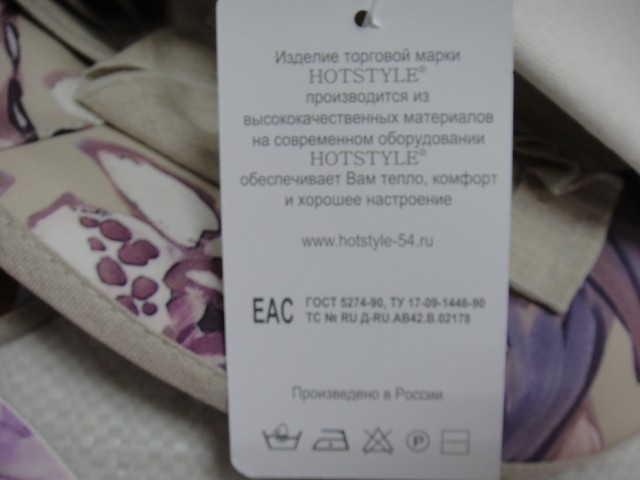 Изделие торговой марки
HOTSTYLE®
производится из
высококачественных материалов
на современном оборудовании
HOTSTYLE®
обеспечивает Вам тепло, комфорт
и хорошее настроение
www.hotstyle-54.ru
ЕАС ГОСТ 5274-90, ТУ 17-09-1446-90
ТС № RU Д-RU.АВ42.В.02178
Произведено в России
P